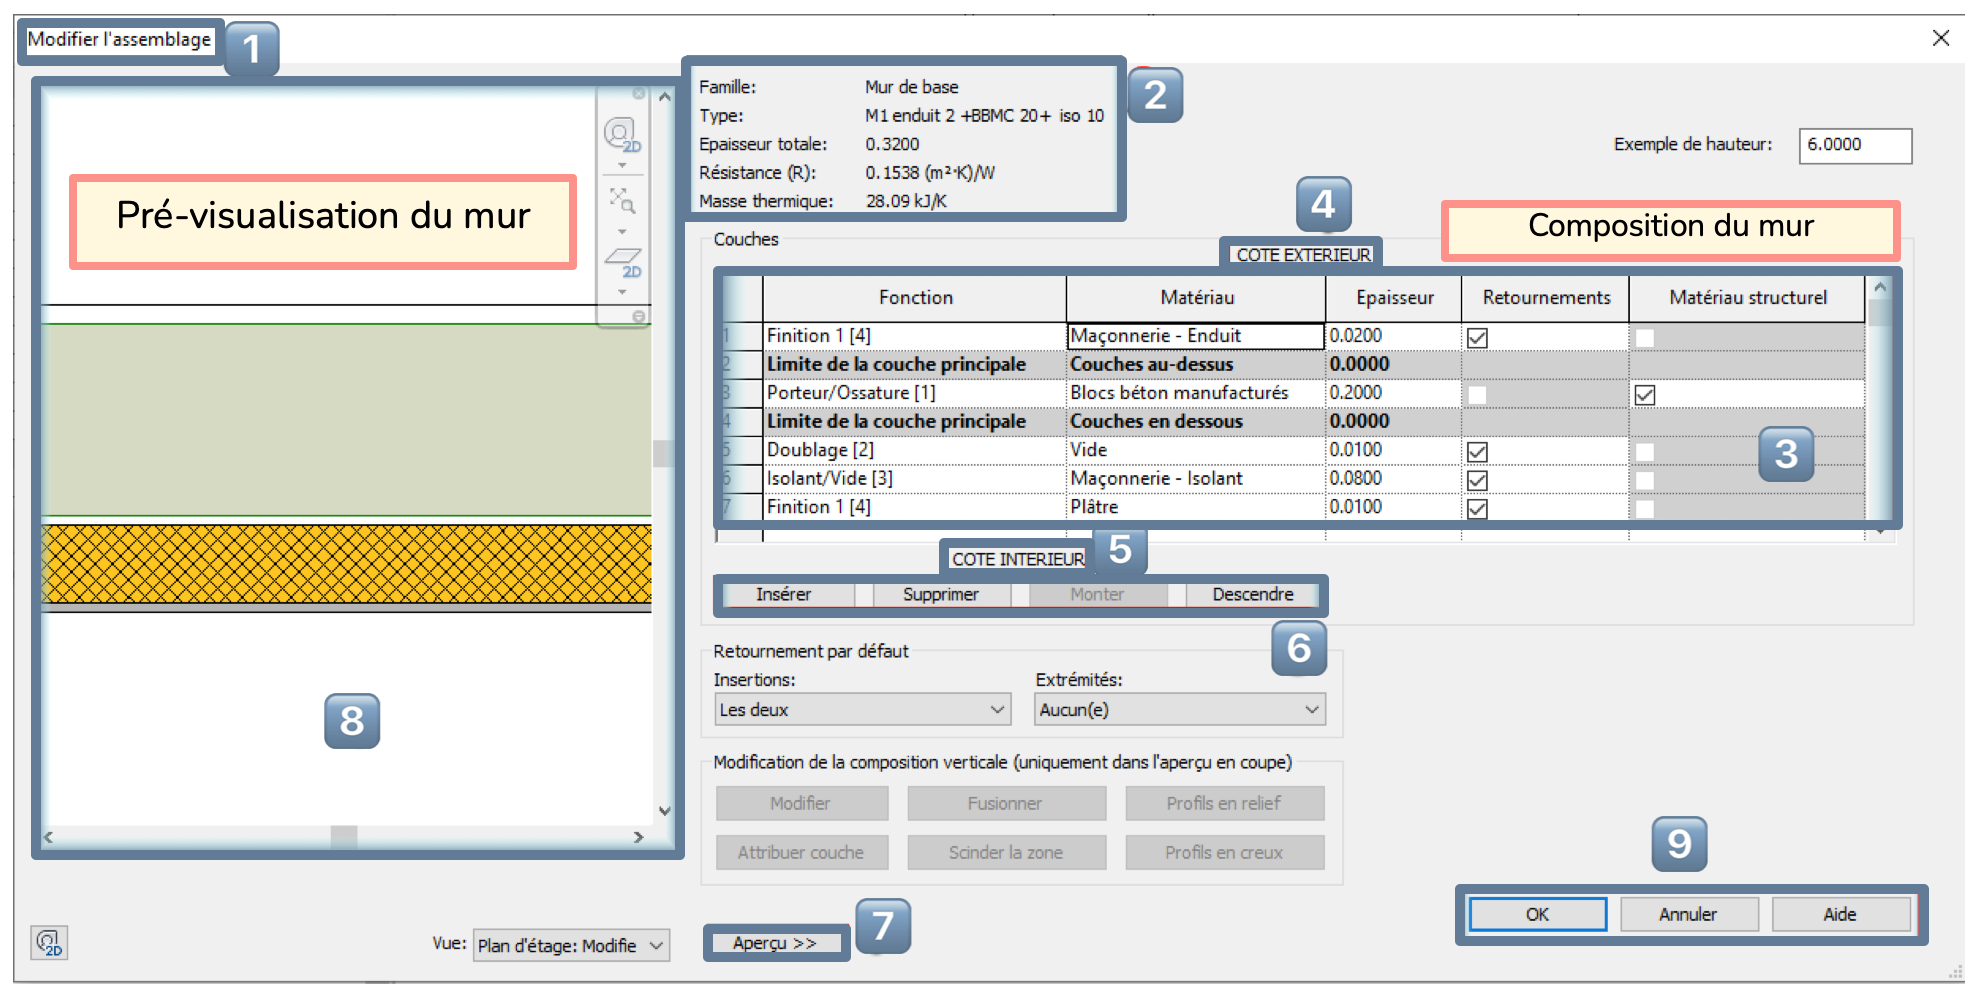 Modifier l'assemblage
1
Famille: Mur de base
Type: M1 enduit 2 +BBMC 20+ iso 10
Epaisseur totale: 0.3200
Résistance (R): 0.1538 (m²·K)/W
Masse thermique: 28.09 kJ/K
2
Exemple de hauteur: 6.0000
2D
2D
Pré-visualisation du mur
4
Composition du mur
Couches
COTE EXTERIEUR
Fonction Matériau Epaisseur Retournements Matériau structurel
1 Finition 1 [4] Maçonnerie - Enduit 0.0200
2 Limite de la couche principale Couches au-dessus 0.0000
3 Porteur/Ossature [1] Blocs béton manufacturés 0.2000
4 Limite de la couche principale Couches en dessous 0.0000
5 Doublage [2] Vide 0.0100
6 Isolant/Vide [3] Maçonnerie - Isolant 0.0800
7 Finition 1 [4] Plâtre 0.0100
3
COTE INTERIEUR
5
Insérer Supprimer Monter Descendre
6
Retournement par défaut
Insertions: Extrémités:
Les deux Aucun(e)
8
Modification de la composition verticale (uniquement dans l'aperçu en coupe)
Modifier Fusionner Profils en relief
Attribuer couche Scinder la zone Profils en creux
9
OK Annuler Aide
2D
Vue: Plan d'étage: Modifie
Aperçu >>
7